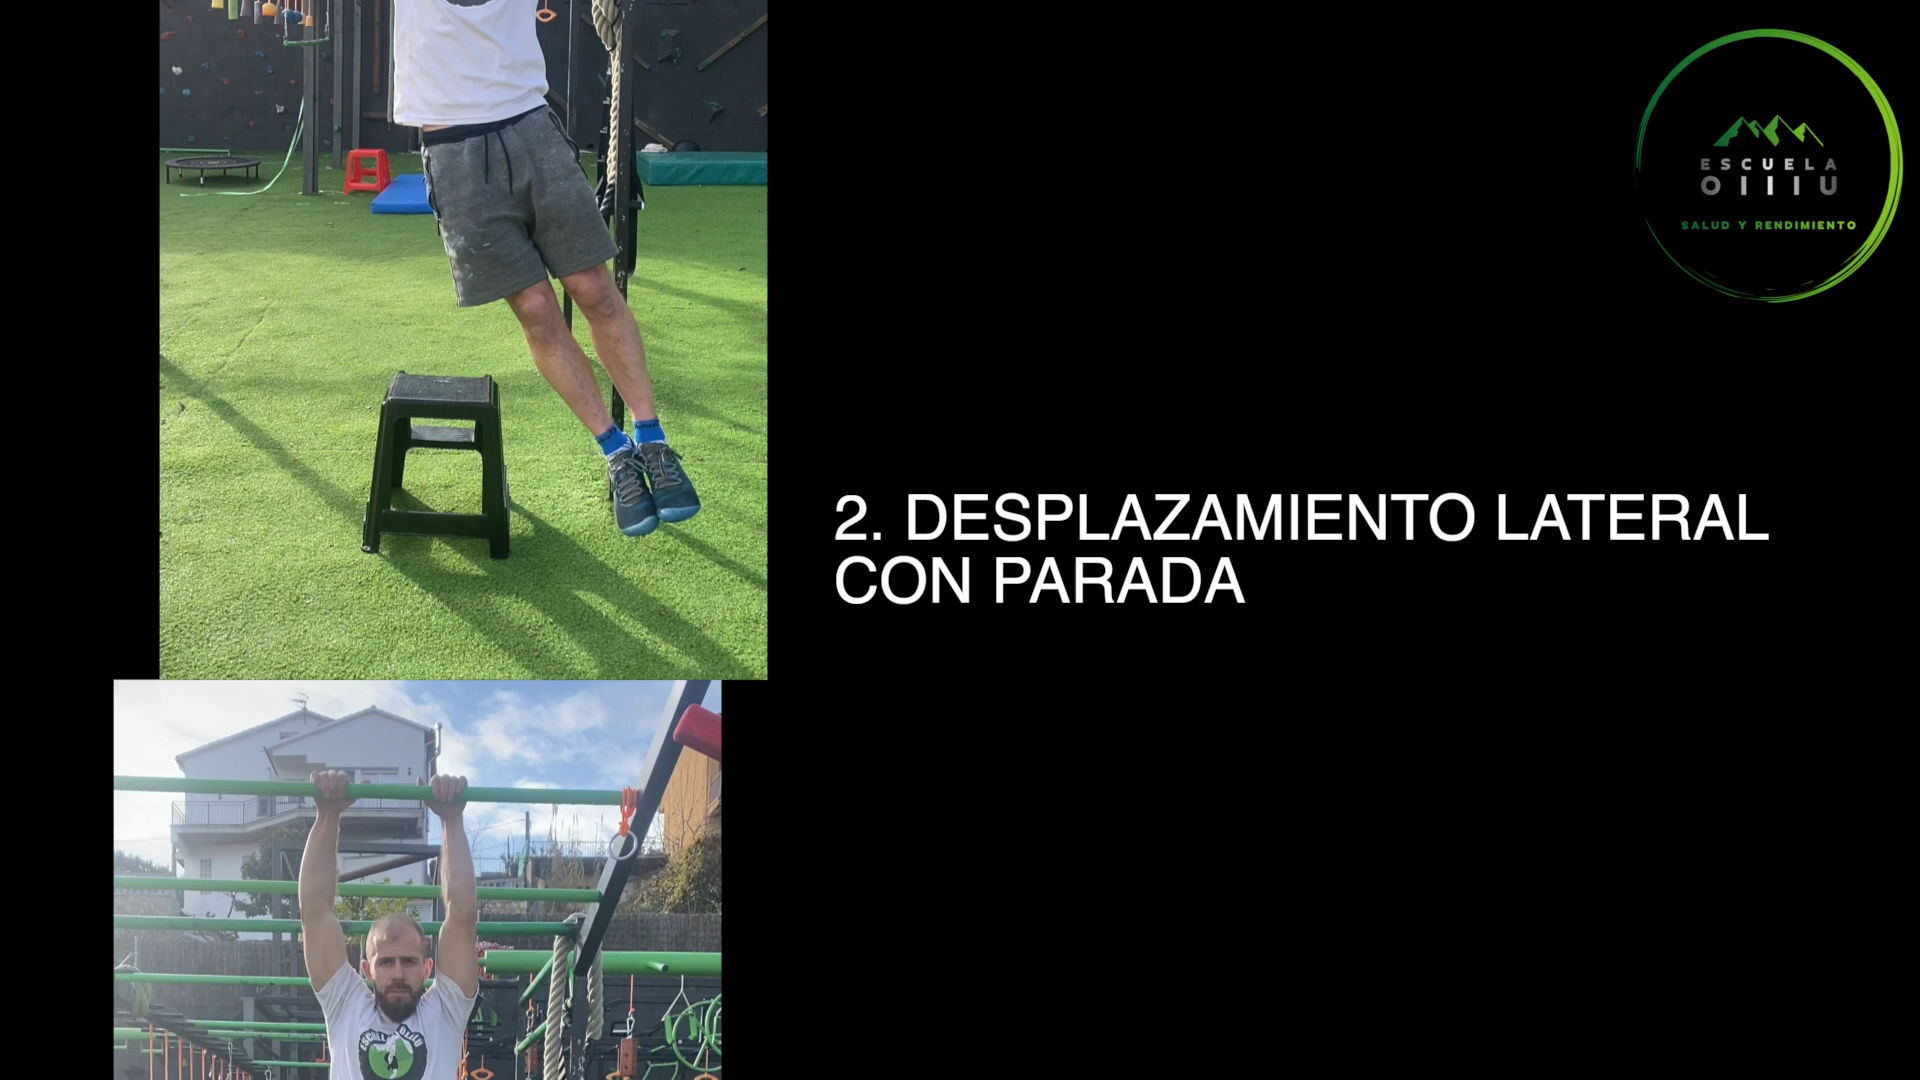 ESCUELA
OIIIU
SALUD Y RENDIMIENTO
2. DESPLAZAMIENTO LATERAL
CON PARADA